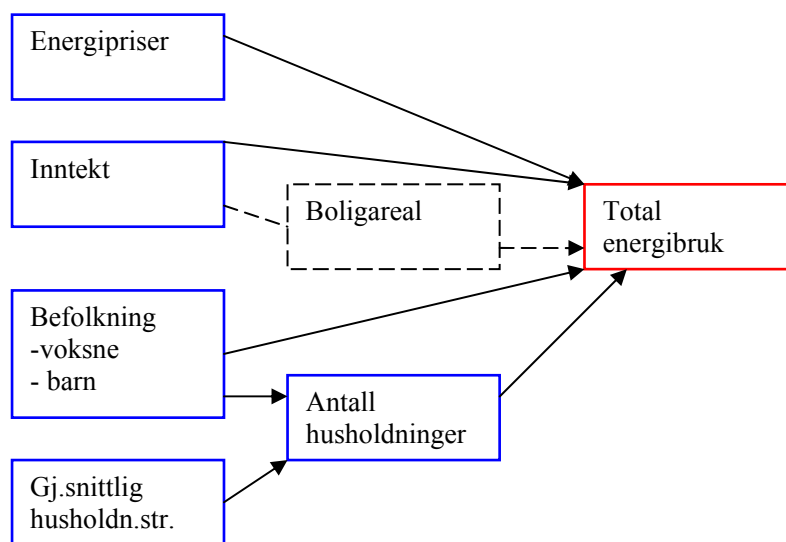 Energipriser
Inntekt
Boligareal
Total
energibruk
Befolkning
-voksne
- barn
Antall
husholdninger
Gj.snittlig
husholdn.str.